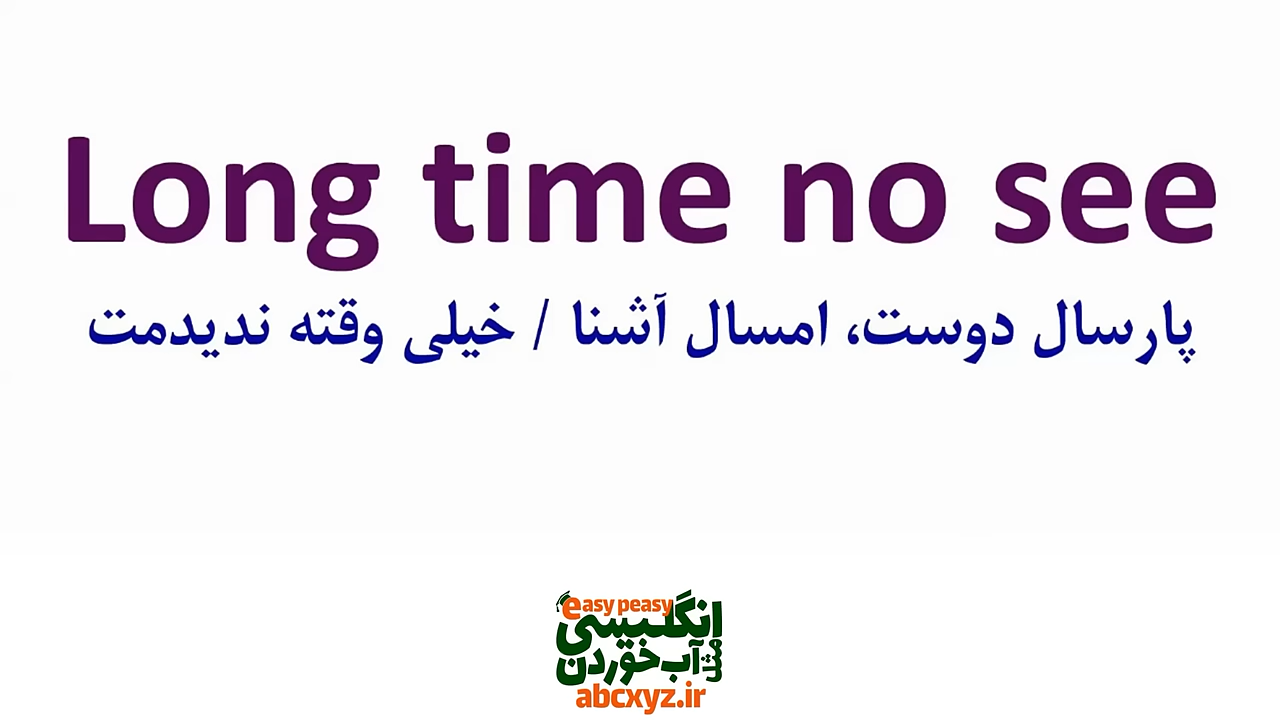 Long time no see
پارسال دوست، امسال آشنا / خیلی وقته ندیدمت
easy peasy
انگلیسی
مثل آب خوردن
abcxyz.ir